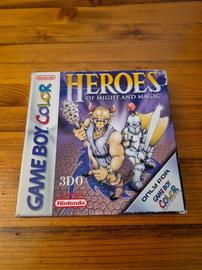 Nintendo
GAME BOY COLOR
HEROES
OF MIGHT AND MAGIC
3DO
Nintendo
ONLY FOR
GAME BOY
COLOR